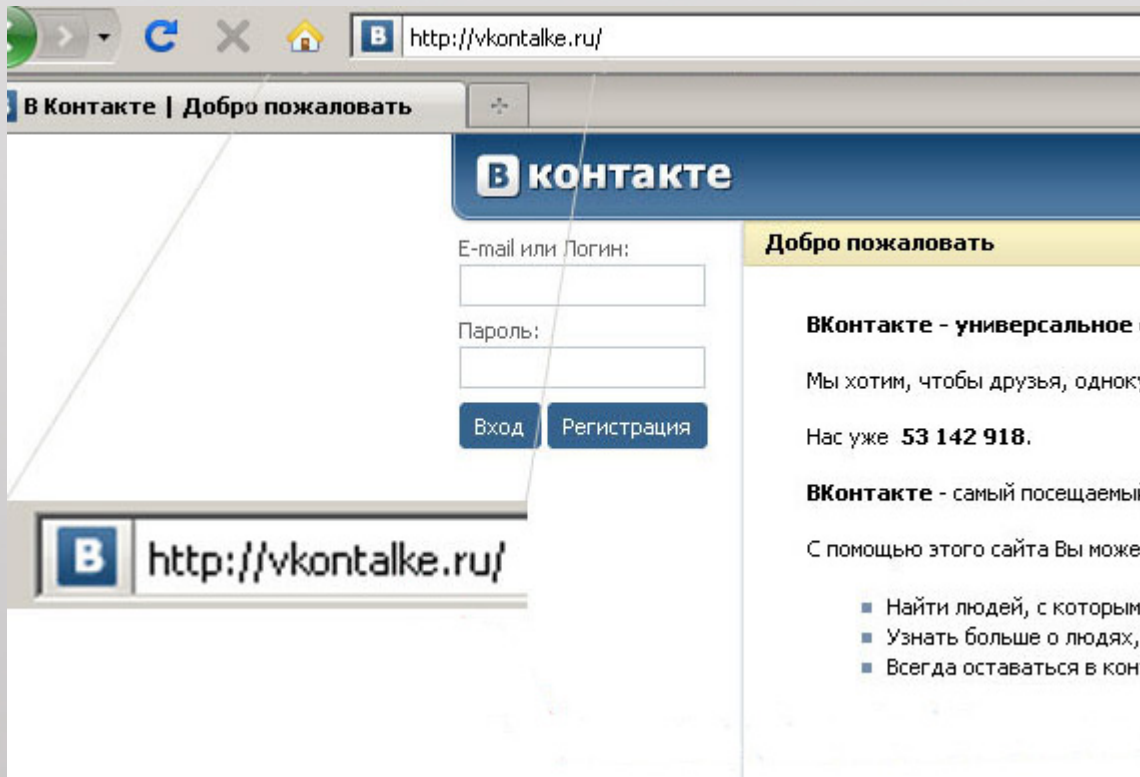 http://vkontalke.ru/
В Контакте | Добро пожаловать
В контакте
E-mail или Логин:
Пароль:
Вход Регистрация
http://vkontalke.ru/
Добро пожаловать
ВКонтакте - универсальное
Мы хотим, чтобы друзья, одноку
Нас уже 53 142 918.
ВКонтакте - самый посещаемый
С помощью этого сайта Вы може
Найти людей, с которым
Узнать больше о людях,
Всегда оставаться в кон